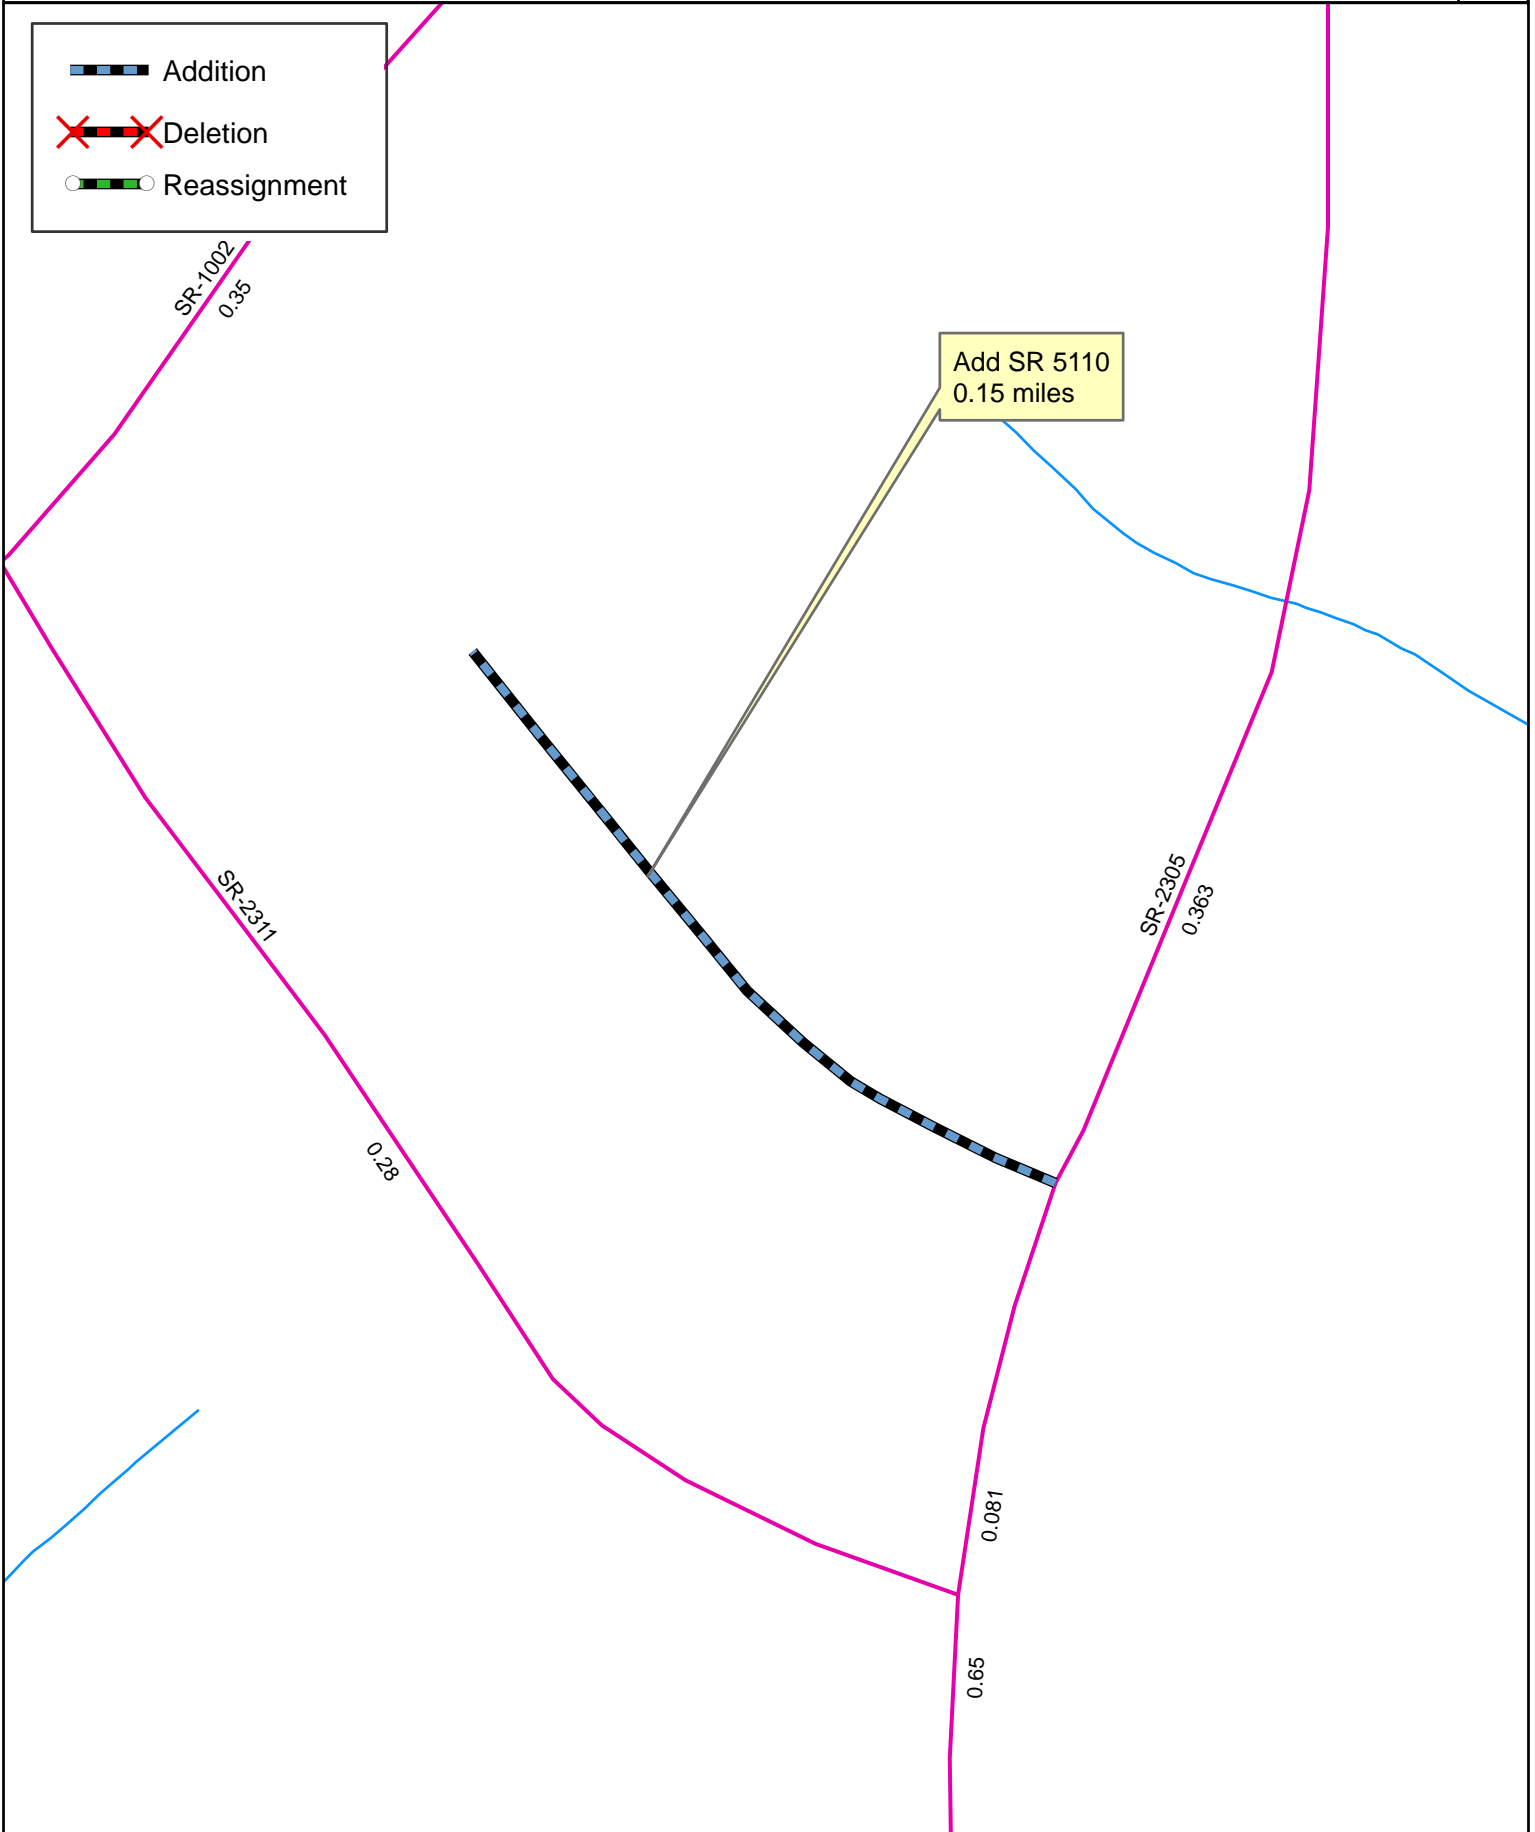 Addition
Deletion
Reassignment
SR-1002
0.35
Add SR 5110
0.15 miles
SR-2311
SR-2305
0.363
0.28
0.081
0.65